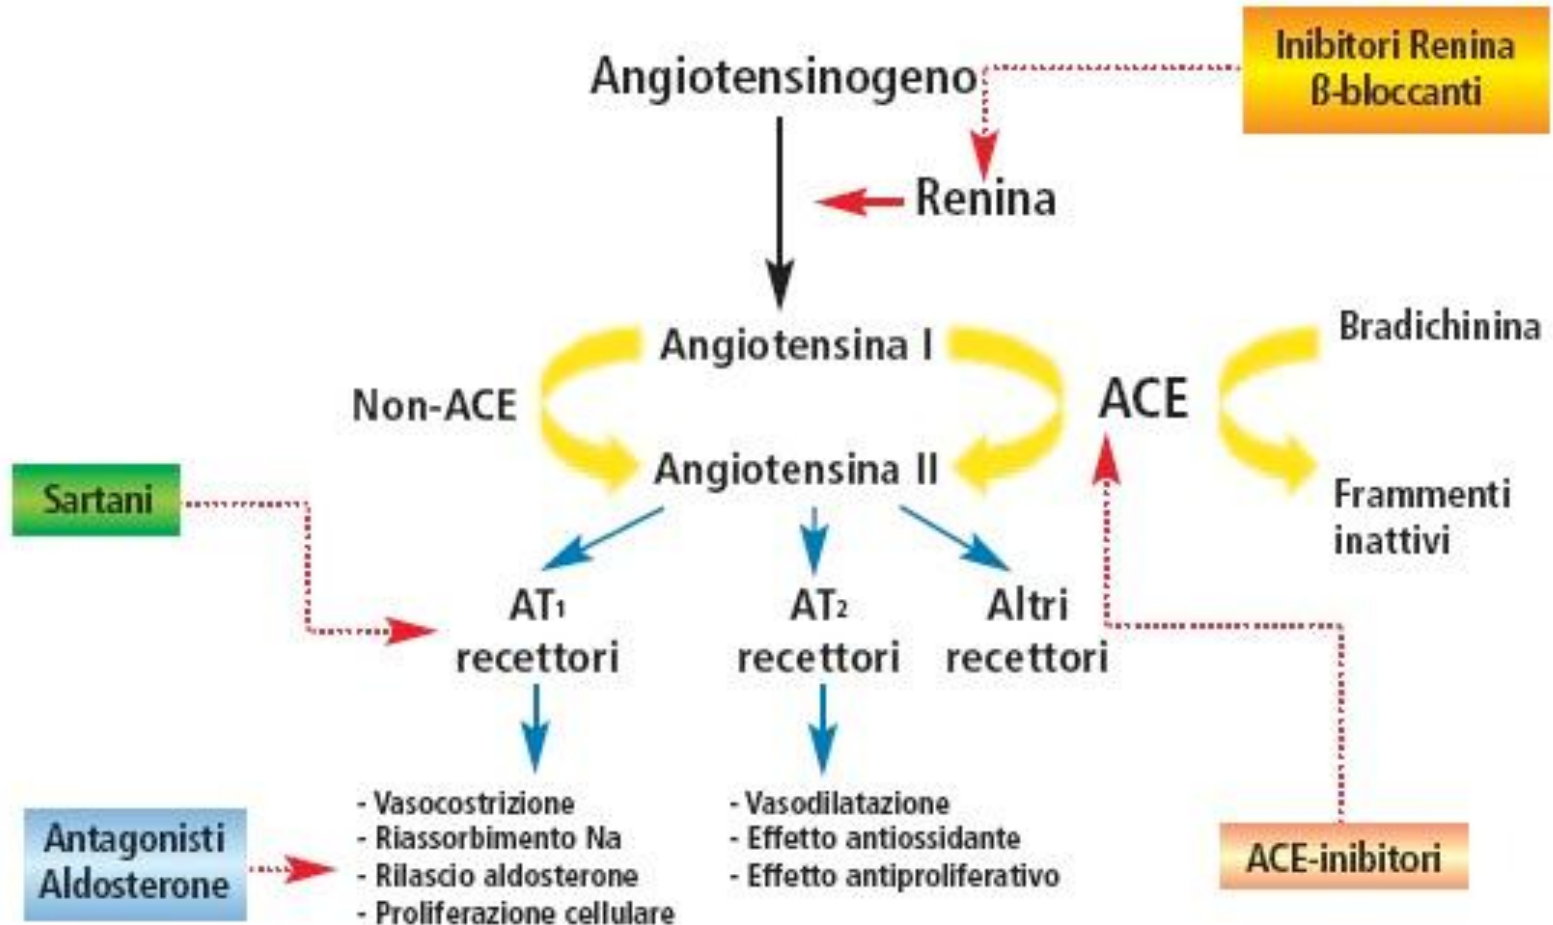 Inibitori Renina
ß-bloccanti
Angiotensinogeno
Renina
Angiotensina I
Bradichinina
Non-ACE
ACE
Angiotensina II
Sartani
Frammenti
inattivi
AT1
recettori
AT2
recettori
Altri
recettori
Antagonisti
Aldosterone
- Vasocostrizione
- Riassorbimento Na
- Rilascio aldosterone
- Proliferazione cellulare
- Vasodilatazione
- Effetto antiossidante
- Effetto antiproliferativo
ACE-inibitori